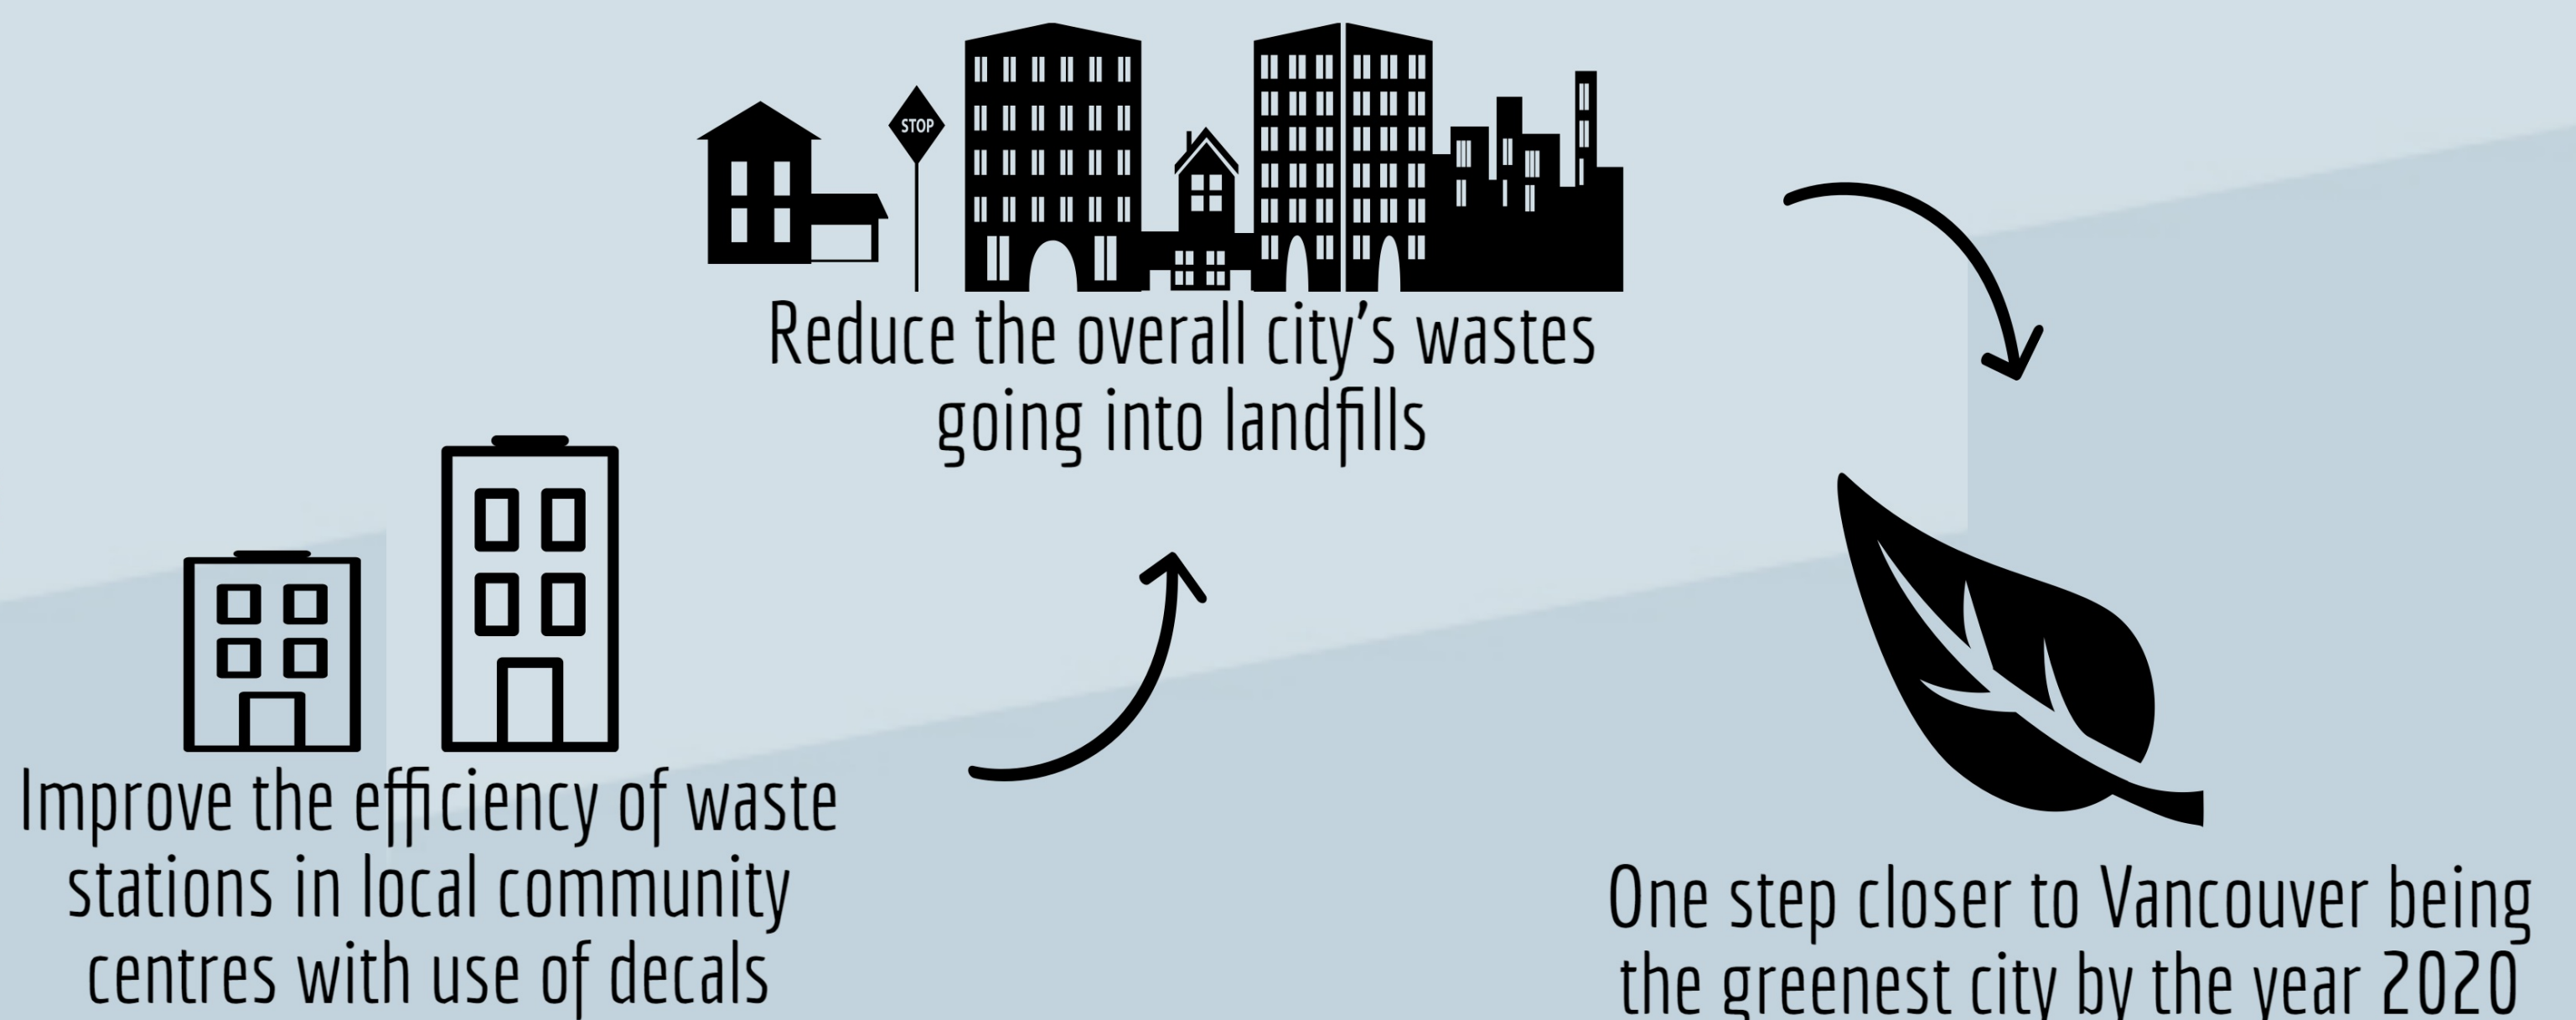 STOP
Reduce the overall city's wastes
going into landfills
Improve the efficiency of waste
stations in local community
centres with use of decals
One step closer to Vancouver being
the greenest city by the year 2020